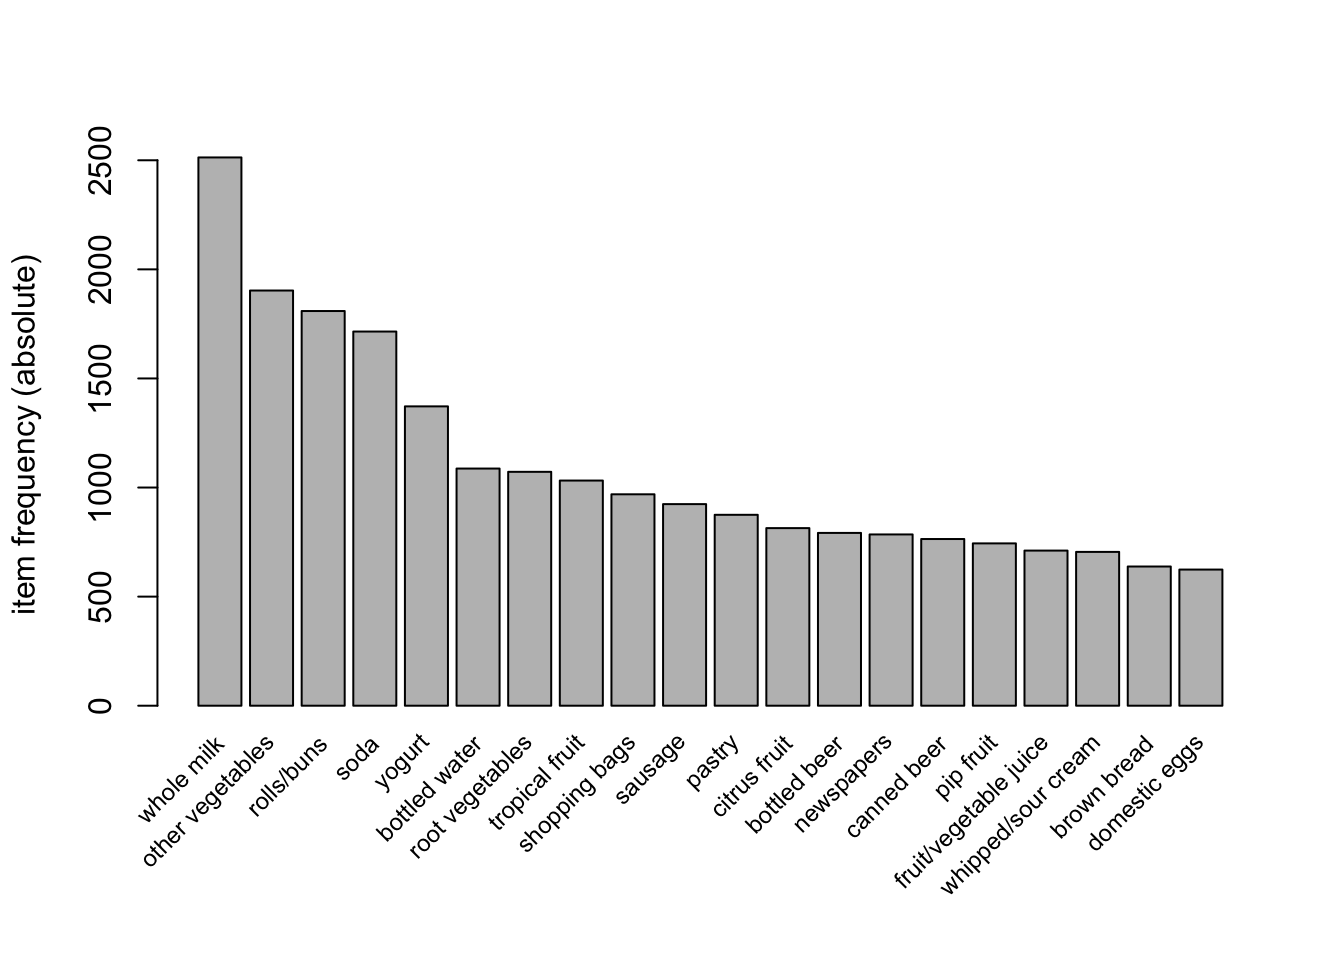 item frequency (absolute)
2500
2000
1500
1000
500
0
whole milk
other vegetables
rolls/buns
soda
yogurt
bottled water
root vegetables
tropical fruit
shopping bags
sausage
pastry
citrus fruit
bottled beer
newspapers
canned beer
pip fruit
fruit/vegetable juice
whipped/sour cream
brown bread
domestic eggs